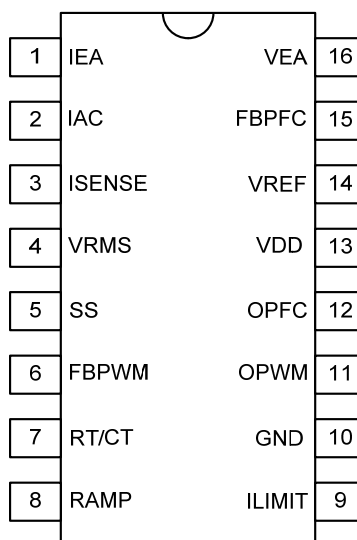 1 IEA VEA 16
2 IAC FBPFC 15
3 ISENSE VREF 14
4 VRMS VDD 13
5 SS OPFC 12
6 FBPWM OPWM 11
7 RT/CT GND 10
8 RAMP ILIMIT 9